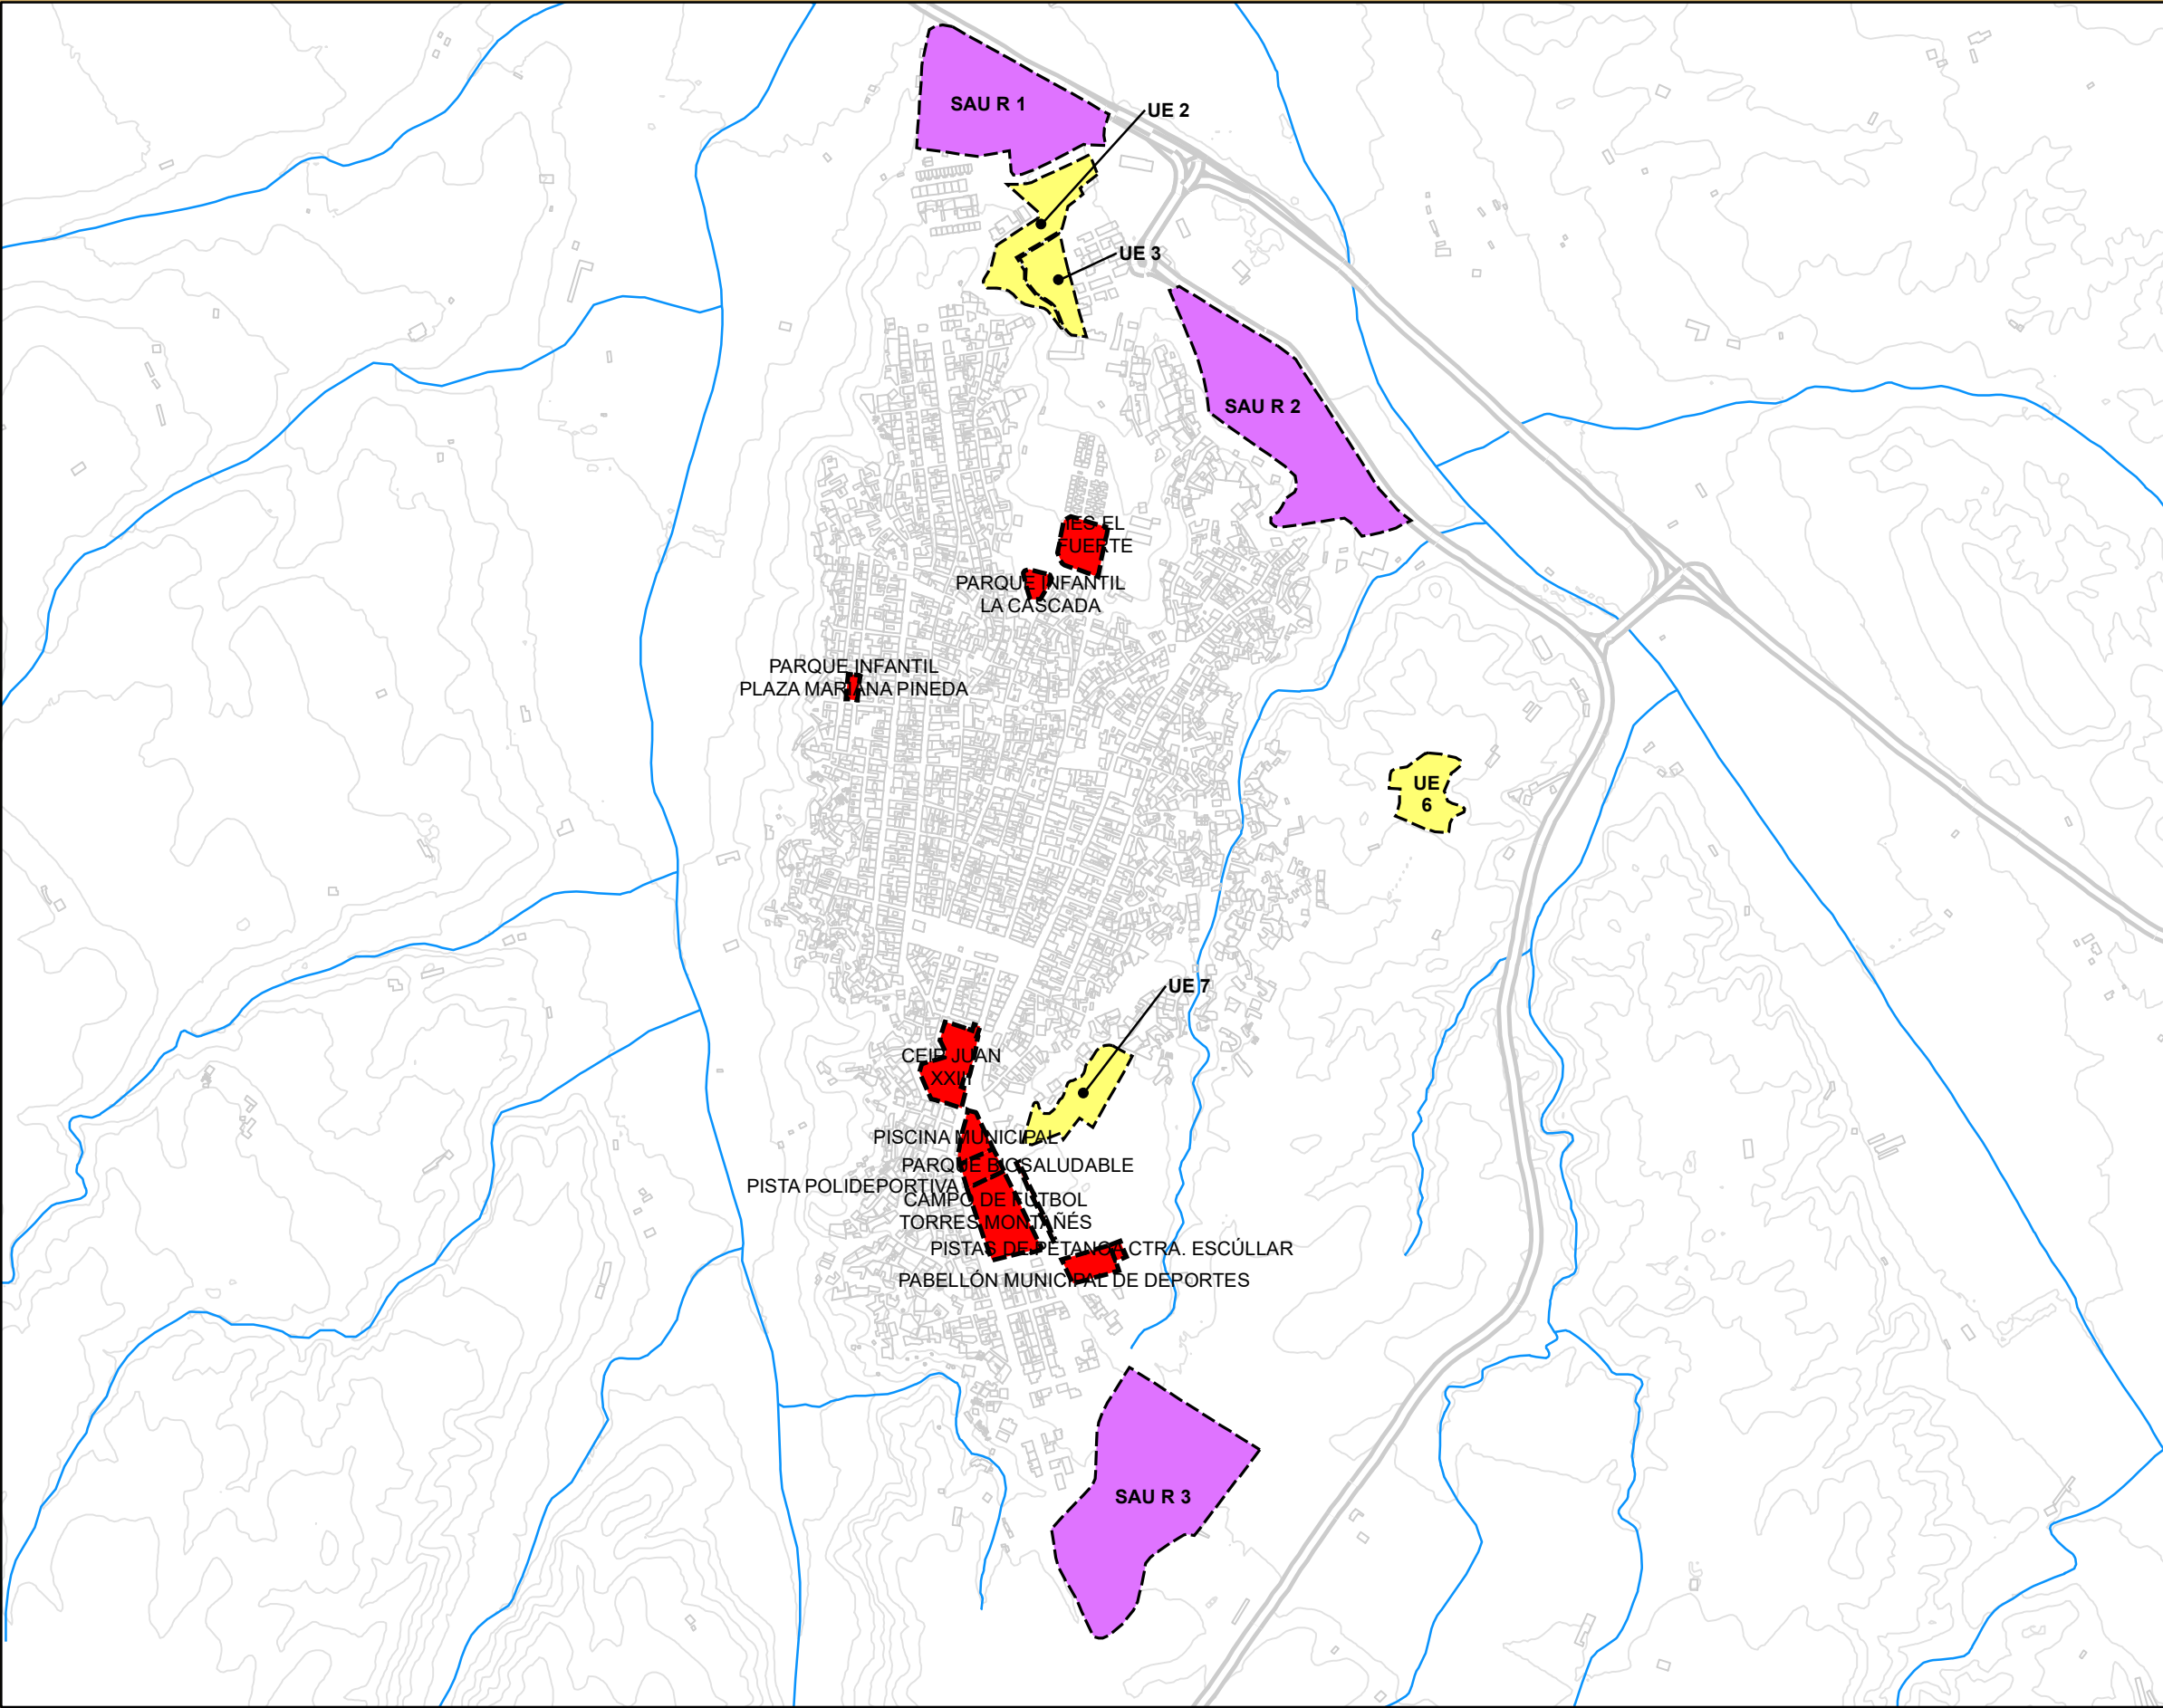 SAU R 1
UE 2
UE 3
SAU R 2
IES EL
FUERTE
PARQUE INFANTIL
LA CASCADA
PARQUE INFANTIL
PLAZA MARIANA PINEDA
UE
6
UE 7
CEIP JUAN
XXIII
PISCINA MUNICIPAL
PARQUE BIOSALUDABLE
PISTA POLIDEPORTIVA
CAMPO DE FÚTBOL
TORRES MONTAÑÉS
PISTAS DE PETANCA CTRA. ESCÚLLAR
PABELLÓN MUNICIPAL DE DEPORTES
SAU R 3